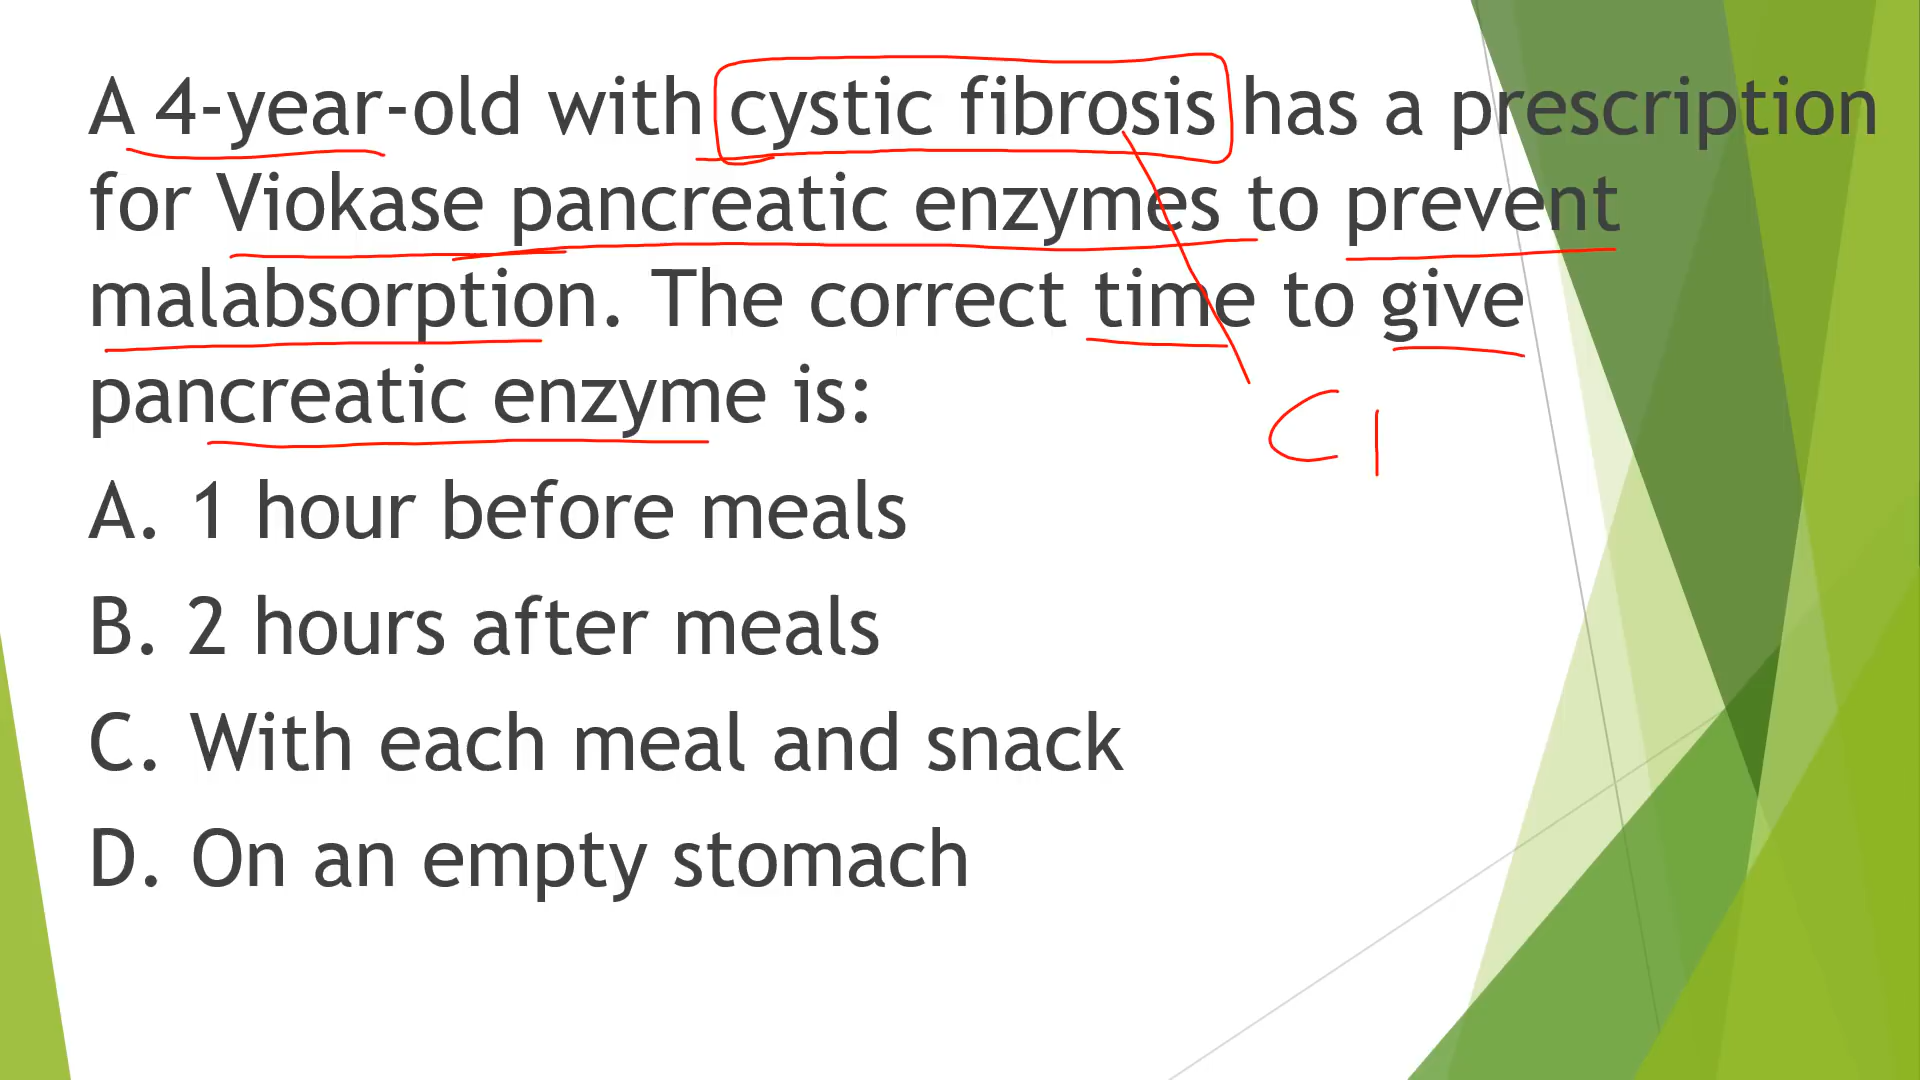 A 4-year-old with cystic fibrosis has a prescription
for Viokase pancreatic enzymes to prevent
malabsorption. The correct time to give
pancreatic enzyme is:
C
A. 1 hour before meals
B. 2 hours after meals
C. With each meal and snack
D. On an empty stomach